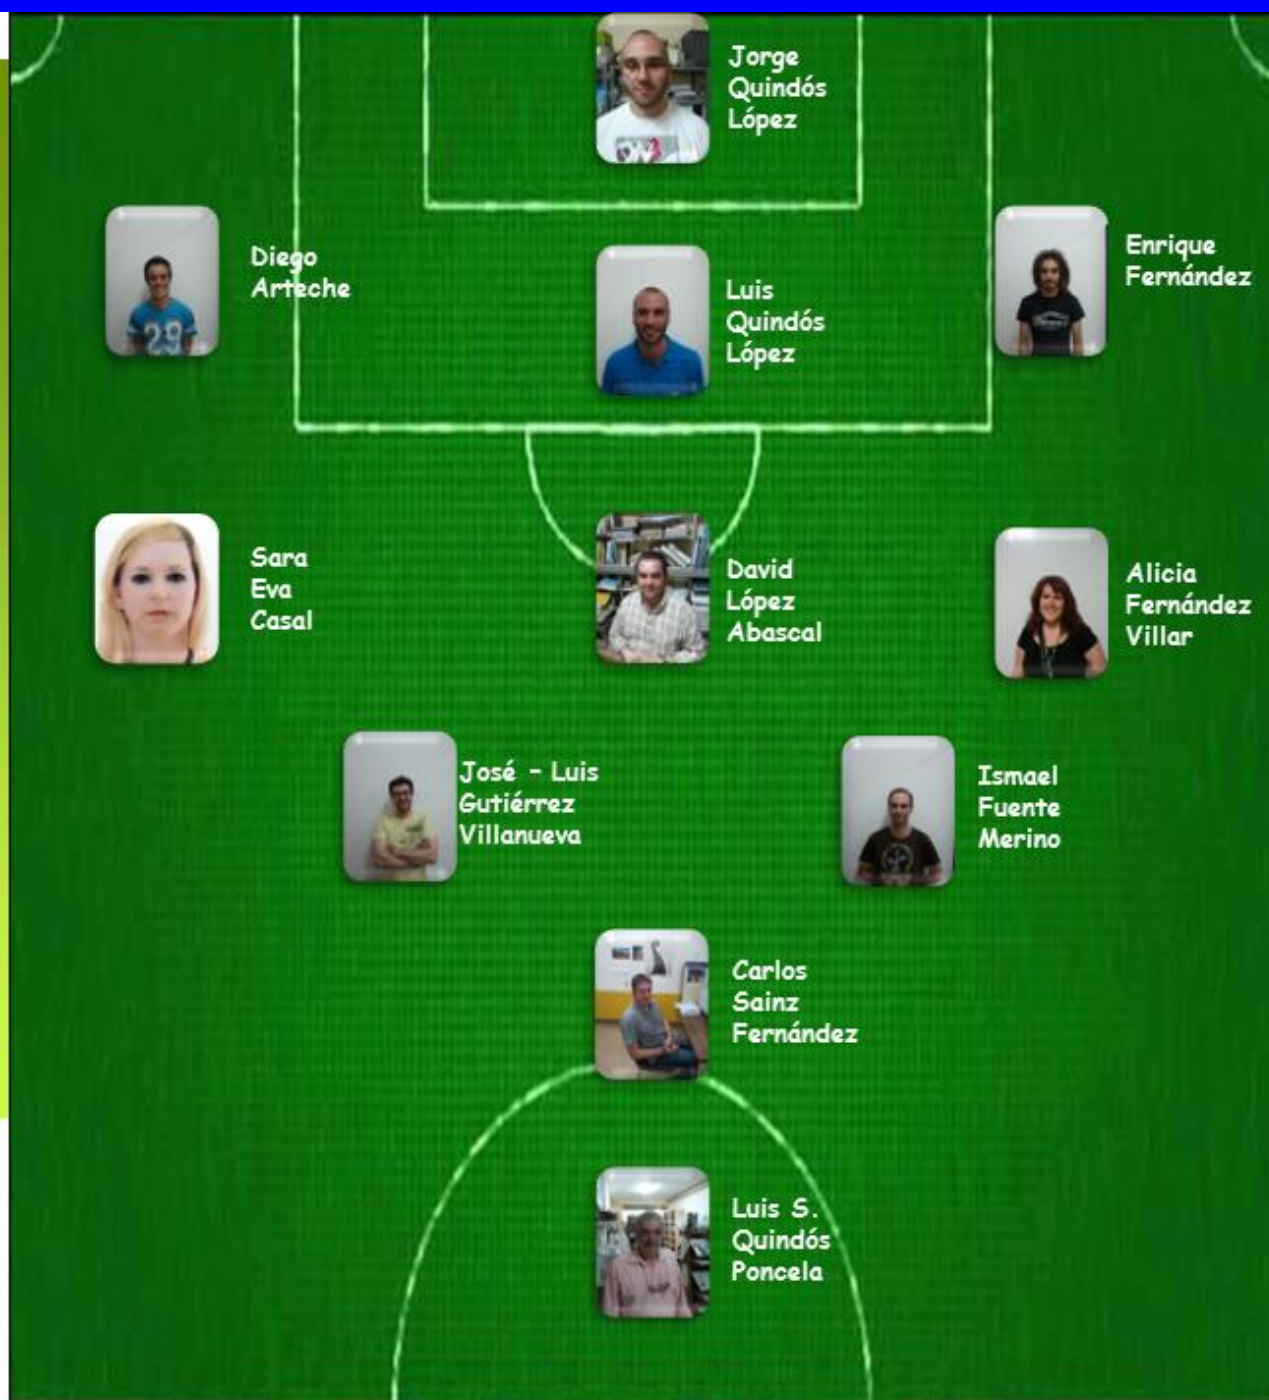 Jorge
Quindós
López
Diego
Arteche
Luis
Quindós
López
Enrique
Fernández
29
Sara
Eva
Casal
David
López
Abascal
Alicia
Fernández
Villar
José - Luis
Gutiérrez
Villanueva
Ismael
Fuente
Merino
Carlos
Sainz
Fernández
Luis S.
Quindós
Poncela